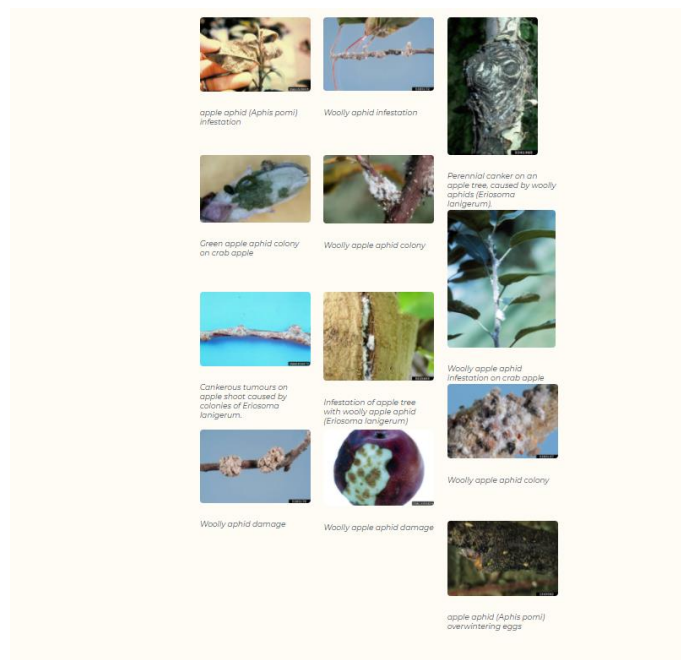 apple aphid (Aphis pomi)
infestation
Woolly aphid infestation
Perennial canker on an
apple tree, caused by woolly
aphids (Eriosoma
lanigerum).
Green apple aphid colony
on crab apple
Woolly apple aphid colony
Woolly apple aphid
Infestation on crab apple
Cankerous tumours on
apple shoot caused by
colonies of Eriosoma
lanigerum.
Infestation of apple tree
with woolly apple aphid
(Eriosoma lanigerum)
Woolly apple aphid colony
Woolly aphid damage
Woolly apple aphid damage
apple aphid (Aphis pomi)
overwintering eggs